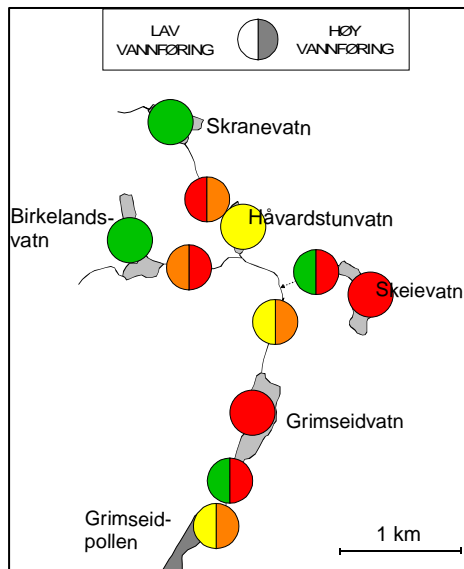 LAV VANNFØRING
HØY VANNFØRING
Skranevatn
Birkelands-
vatn
Håvardstunvatn
Skeievatn
Grimseidvatn
Grimseid-
pollen
1 km